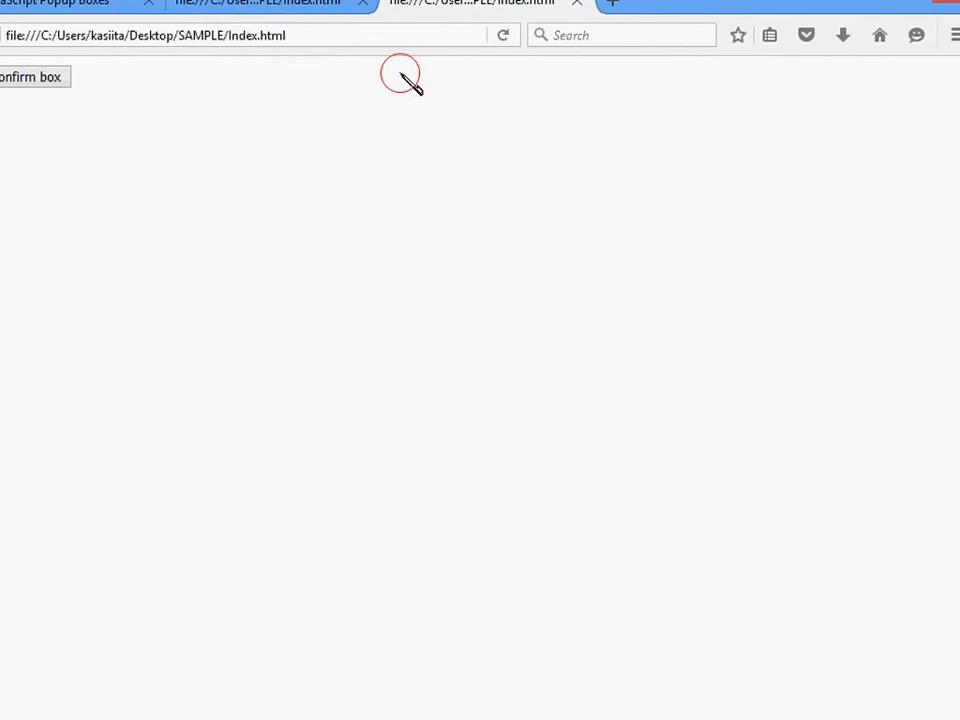 aScript Popup Boxes
file:///C:/User...PLE/Index.html
file:///C:/User...PLE/Index.html
file:///C:/Users/kasiita/Desktop/SAMPLE/Index.html
Search
onfirm box